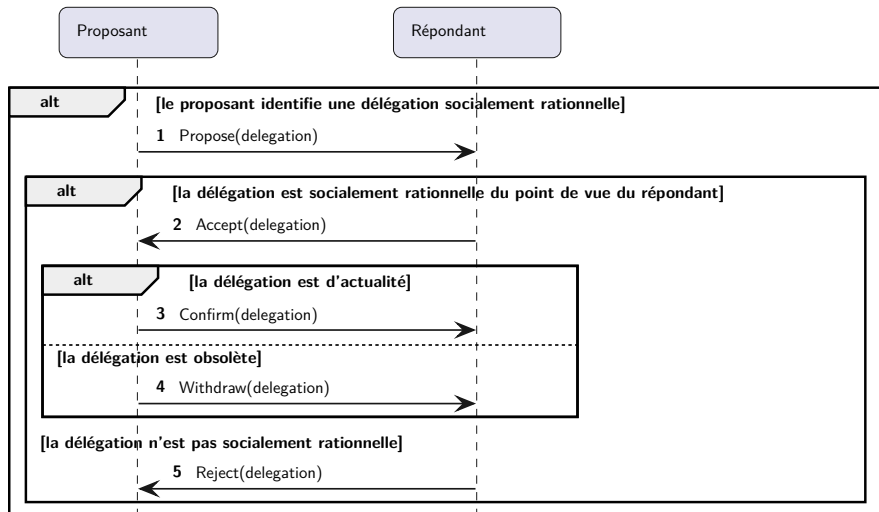 Proposant
Répondant
alt [le proposant identifie une délégation socialement rationnelle]
1 Propose(delegation)
alt [la délégation est socialement rationnelle du point de vue du répondant]
2 Accept(delegation)
alt [la délégation est d'actualité]
3 Confirm(delegation)
[la délégation est obsolète]
4 Withdraw(delegation)
[la délégation n'est pas socialement rationnelle]
5 Reject(delegation)